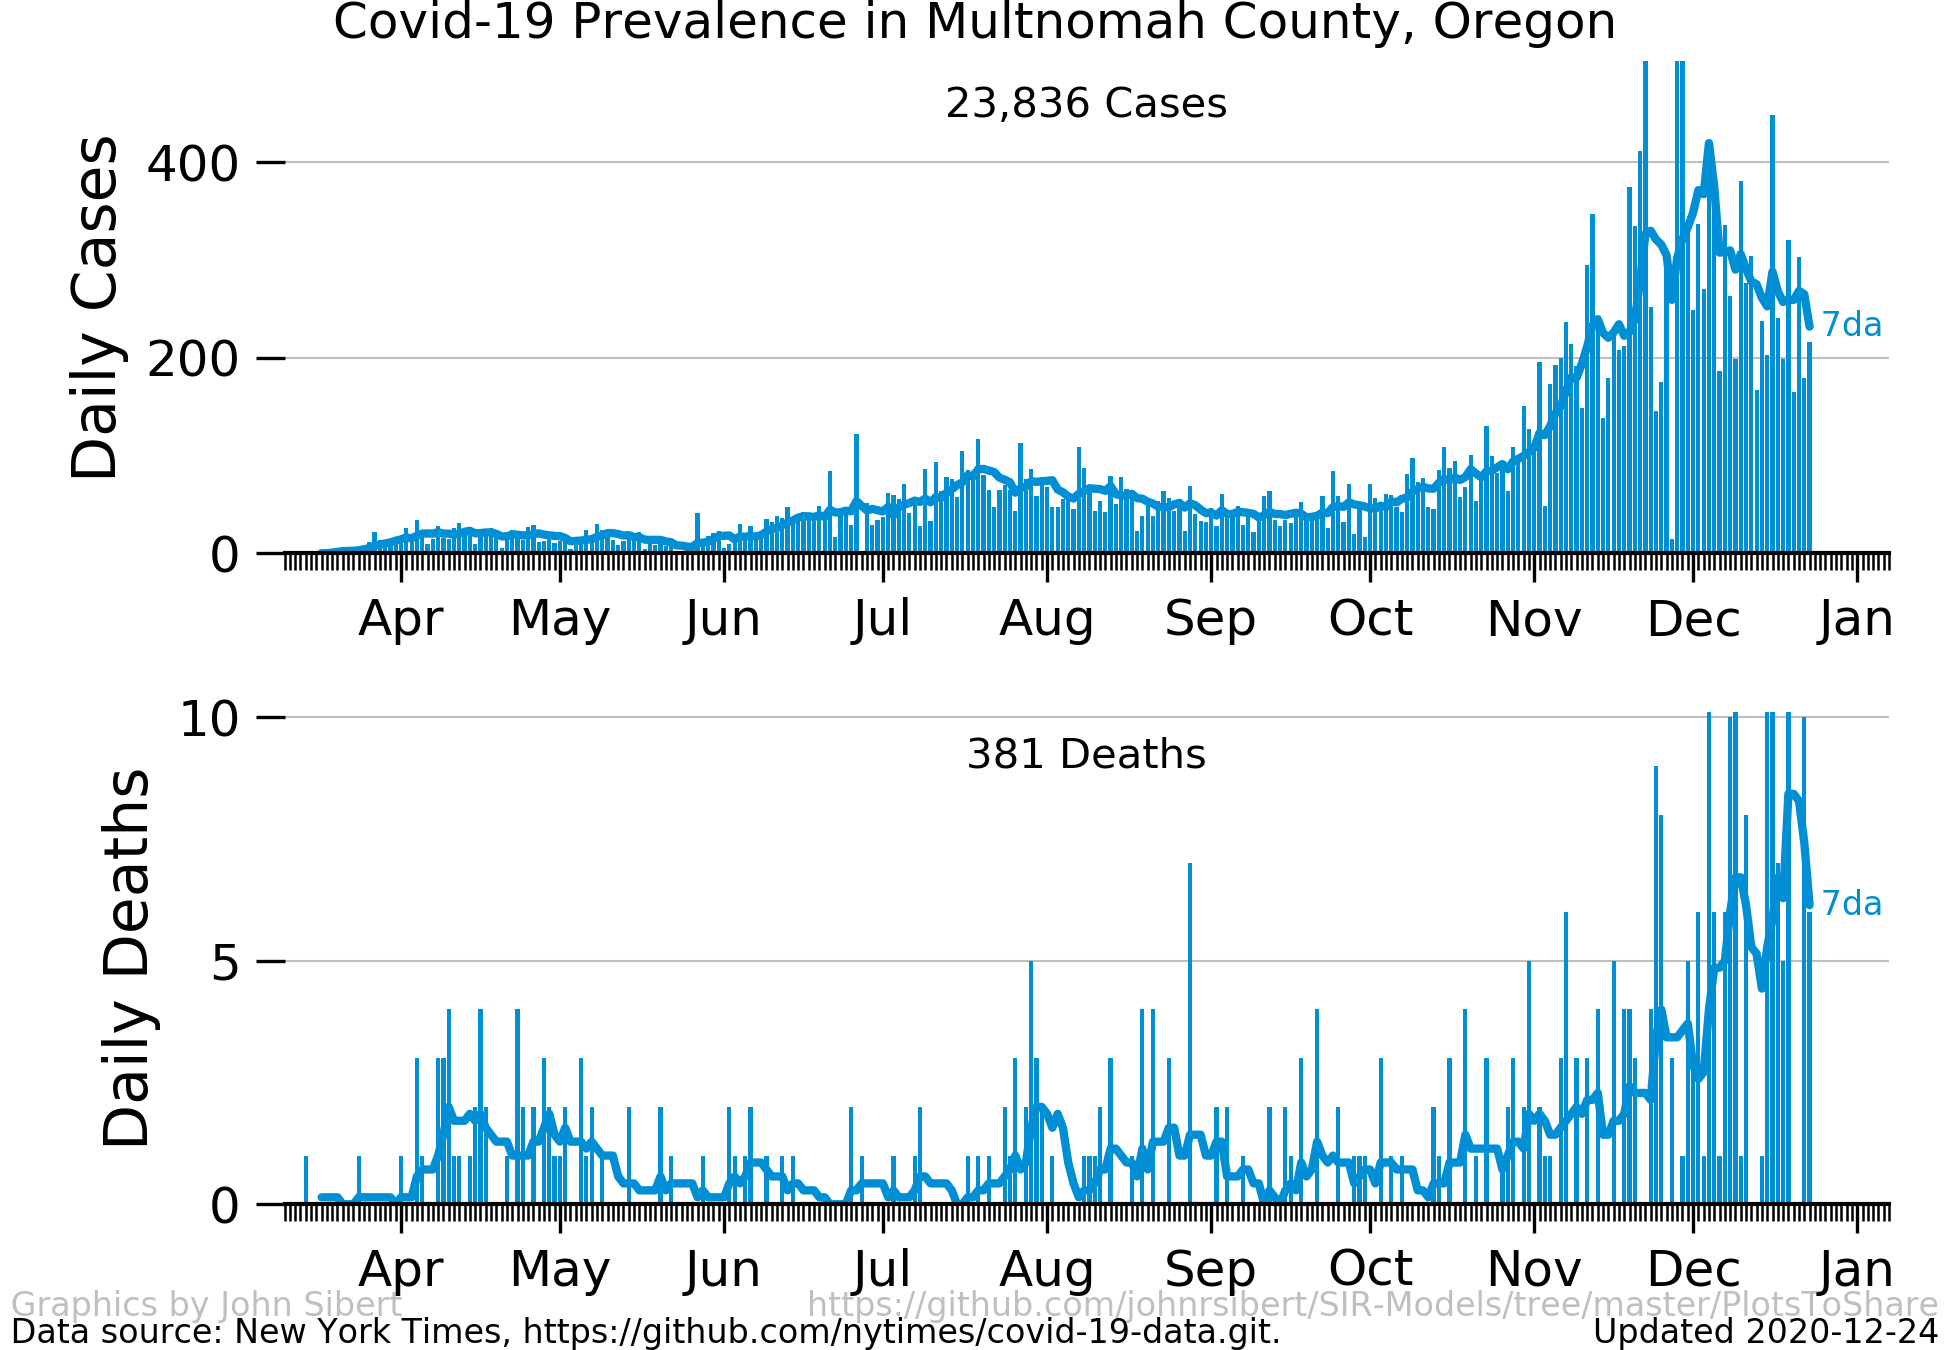 Covid-19 Prevalence in Multnomah County, Oregon
23,836 Cases
Daily Cases
400
200
0
7da
Apr May Jun Jul Aug Sep Oct Nov Dec Jan
381 Deaths
Daily Deaths
10
5
0
7da
Apr May Jun Jul Aug Sep Oct Nov Dec Jan
Graphics by John Sibert https://github.com/johnrsibert/SIR-Models/tree/master/PlotsToShare
Data source: New York Times, https://github.com/nytimes/covid-19-data.git. Updated 2020-12-24